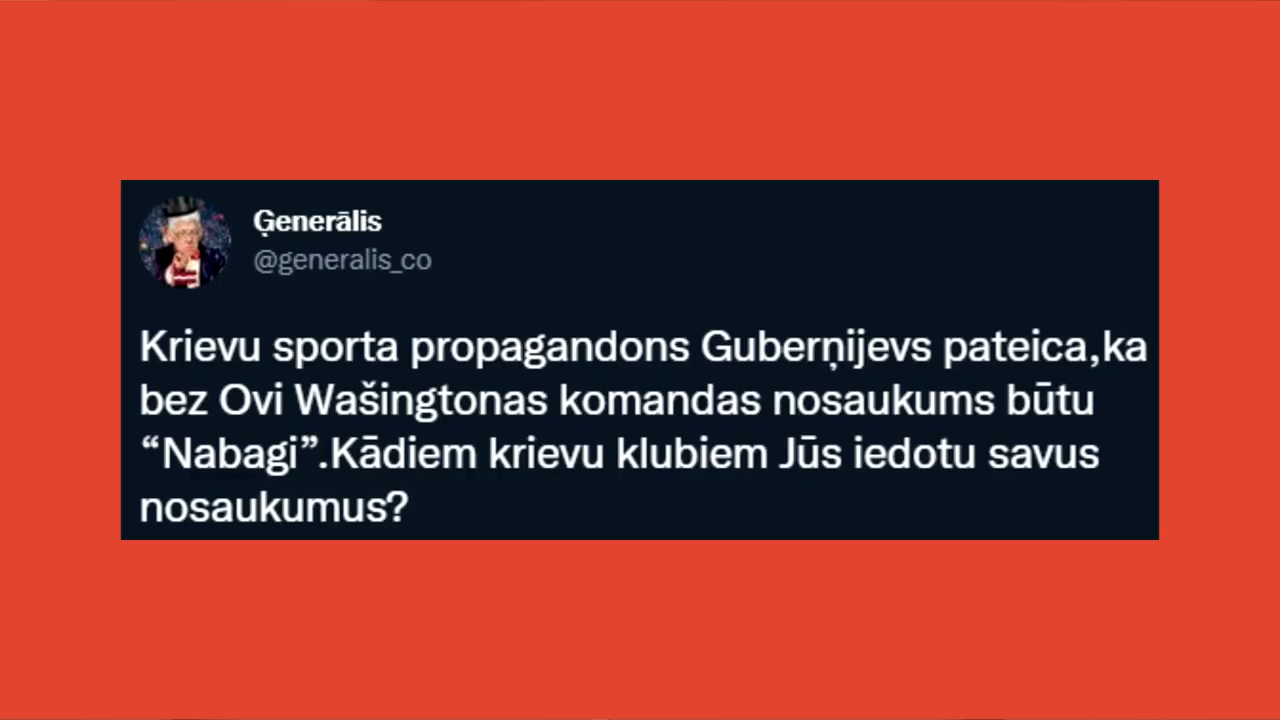 Ģenerālis
@generalis_co
Krievu sporta propagandons Guberņijevs pateica,ka
bez Ovi Wašingtonas komandas nosaukums būtu
“Nabagi”.Kādiem krievu klubiem Jūs iedotu savus
nosaukumus?